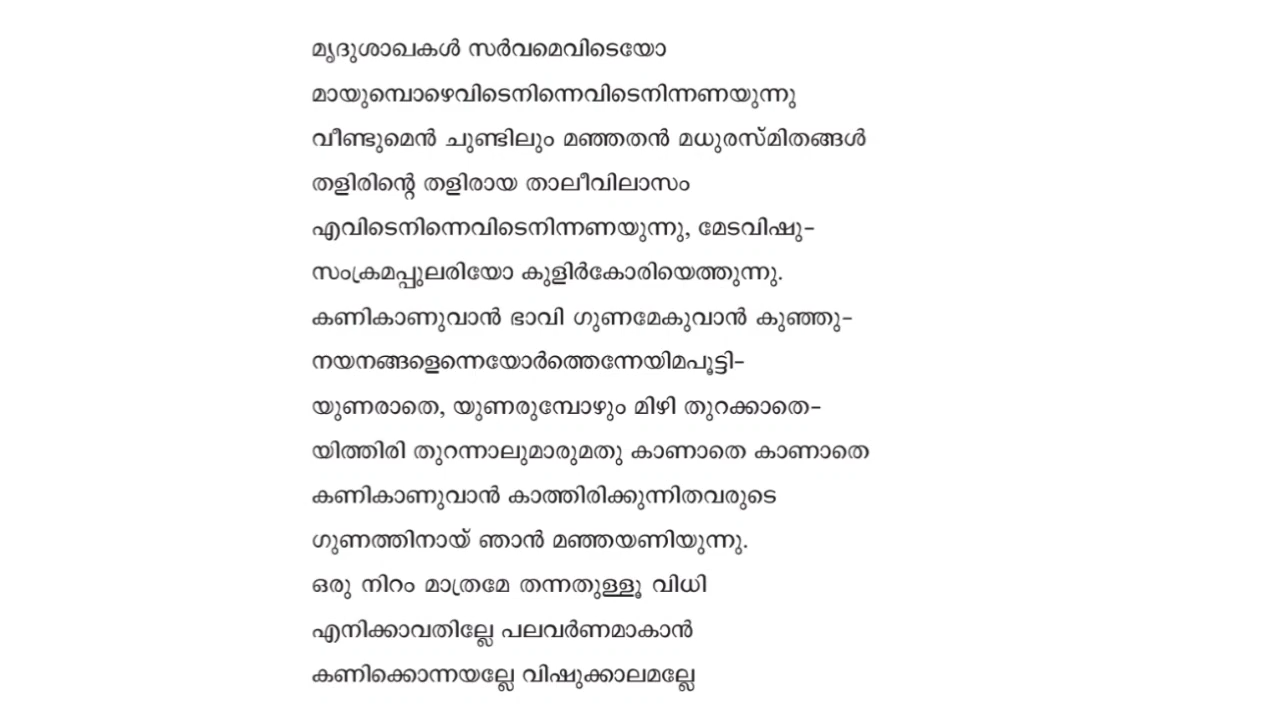 മൃദുശാഖകൾ സർവമെവിടെയോ
മായുമ്പൊഴെവിടെനിന്നെവിടെനിന്നണയുന്നു
വീണ്ടുമെൻ ചുണ്ടിലും മഞ്ഞതൻ മധുരസ്മിതങ്ങൾ
തളിരിന്റെ തളിരായ താലീവിലാസം
എവിടെനിന്നെവിടെനിന്നണയുന്നു, മേടവിഷു-
സംക്രമപ്പുലരിയോ കുളിർകോരിയെത്തുന്നു.
കണികാണുവാൻ ഭാവി ഗുണമേകുവാൻ കുഞ്ഞു-
നയനങ്ങളെന്നെയോർത്തെന്നേയിമപൂട്ടി-
യുണരാതെ, യുണരുമ്പോഴും മിഴി തുറക്കാതെ-
യിത്തിരി തുറന്നാലുമാരുമതു കാണാതെ കാണാതെ
കണികാണുവാൻ കാത്തിരിക്കുന്നിതവരുടെ
ഗുണത്തിനായ് ഞാൻ മഞ്ഞയണിയുന്നു.
ഒരു നിറം മാത്രമേ തന്നതുള്ളൂ വിധി
എനിക്കാവതില്ലേ പലവർണമാകാൻ
കണിക്കൊന്നയല്ലേ വിഷുക്കാലമല്ലേ